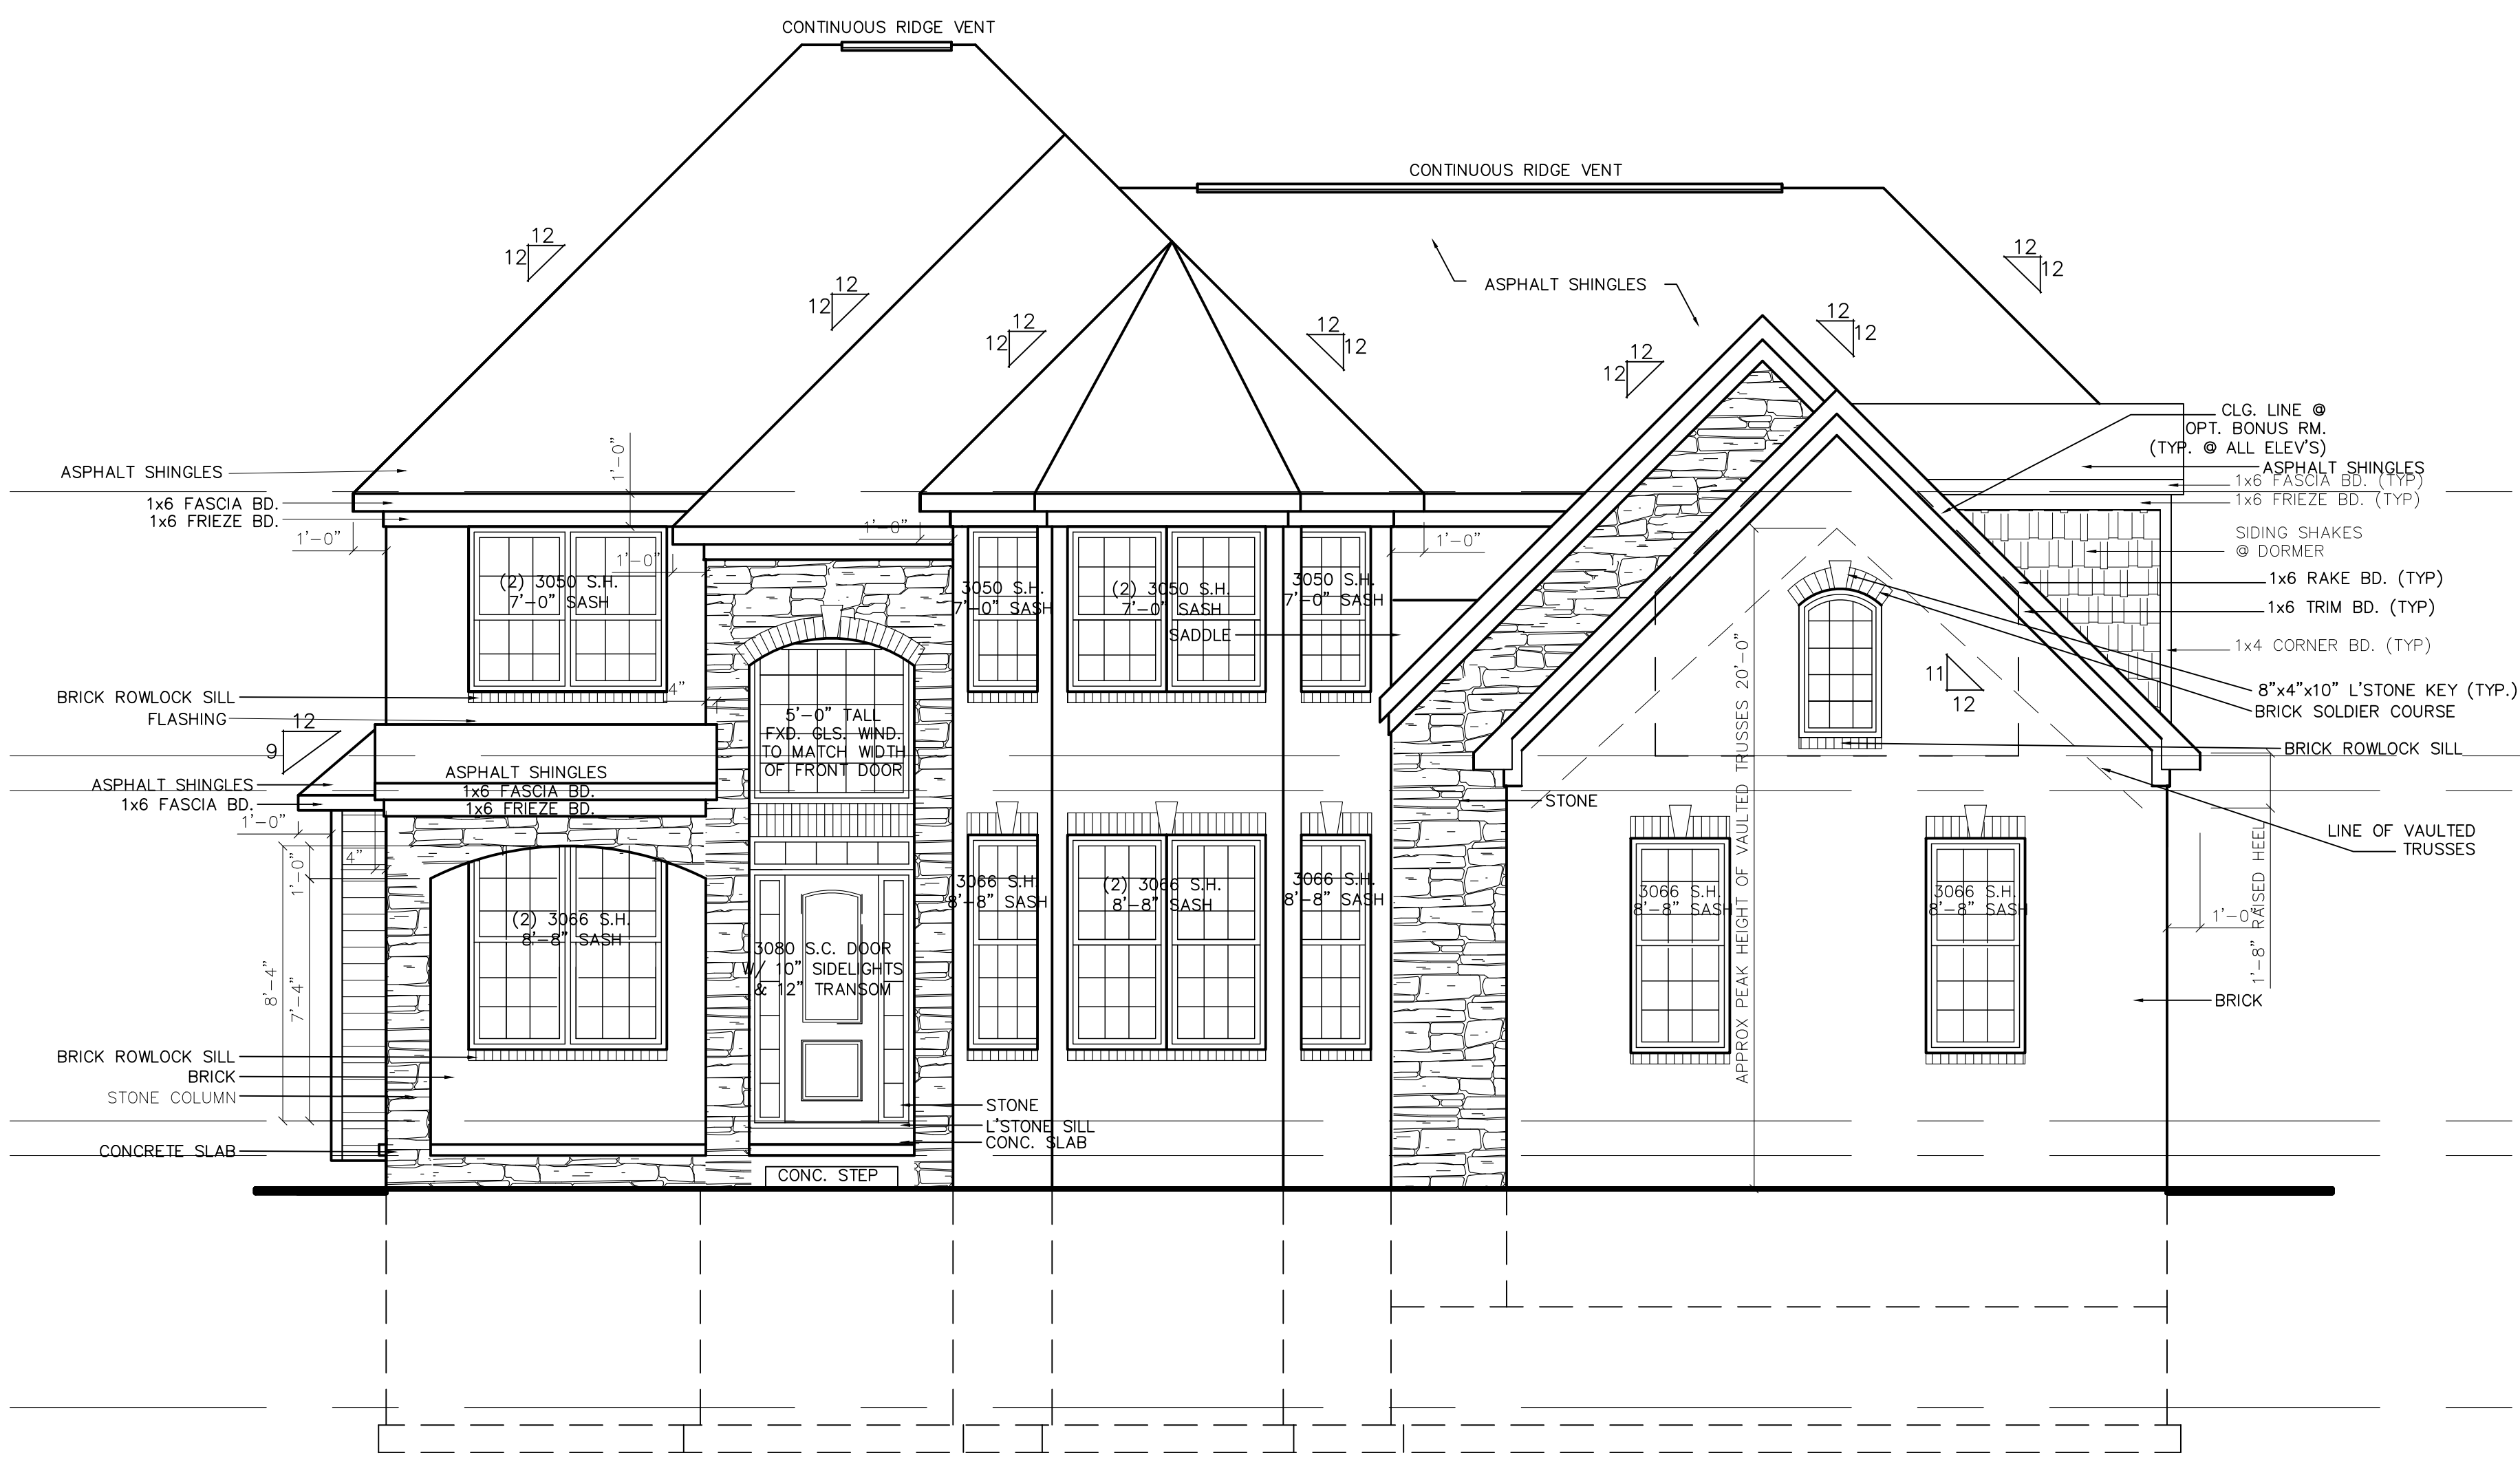 CONTINUOUS RIDGE VENT
CONTINUOUS RIDGE VENT
12
12
12
12
12
12
12
12
12
12
12
12
12
12
ASPHALT SHINGLES
CLG. LINE @
OPT. BONUS RM.
(TYP. @ ALL ELEV'S)
ASPHALT SHINGLES
1x6 FASCIA BD. (TYP)
1x6 FRIEZE BD. (TYP)
SIDING SHAKES
@ DORMER
1x6 RAKE BD. (TYP)
1x6 TRIM BD. (TYP)
1x4 CORNER BD. (TYP)
8"x4"x10" L'STONE KEY (TYP.)
BRICK SOLDIER COURSE
BRICK ROWLOCK SILL
LINE OF VAULTED
TRUSSES
1'-0"
1'-8" RAISED HEEL
BRICK
ASPHALT SHINGLES
1x6 FASCIA BD.
1x6 FRIEZE BD.
1'-0"
1'-0"
1'-0"
1'-0"
1'-0"
(2) 3050 S.H.
7'-0" SASH
3050 S.H.
7'-0" SASH
(2) 3050 S.H.
7'-0" SASH
3050 S.H.
7'-0" SASH
SADDLE
11
12
BRICK ROWLOCK SILL
FLASHING
4"
12
9
5'-0" TALL
FXD. GLS. WIND.
TO MATCH WIDTH
OF FRONT DOOR
ASPHALT SHINGLES
1x6 FASCIA BD.
ASPHALT SHINGLES
1x6 FASCIA BD.
1x6 FRIEZE BD.
STONE
1'-0"
1'-0"
4"
8'-4"
7'-4"
(2) 3066 S.H.
8'-8" SASH
3080 S.C. DOOR
W/ 10" SIDELIGHTS
& 12" TRANSOM
3066 S.H.
8'-8" SASH
(2) 3066 S.H.
8'-8" SASH
3066 S.H.
8'-8" SASH
3066 S.H.
8'-8" SASH
3066 S.H.
8'-8" SASH
APPROX PEAK HEIGHT OF VAULTED TRUSSES 20'-0"
BRICK ROWLOCK SILL
BRICK
STONE COLUMN
CONCRETE SLAB
STONE
L'STONE SILL
CONC. SLAB
CONC. STEP